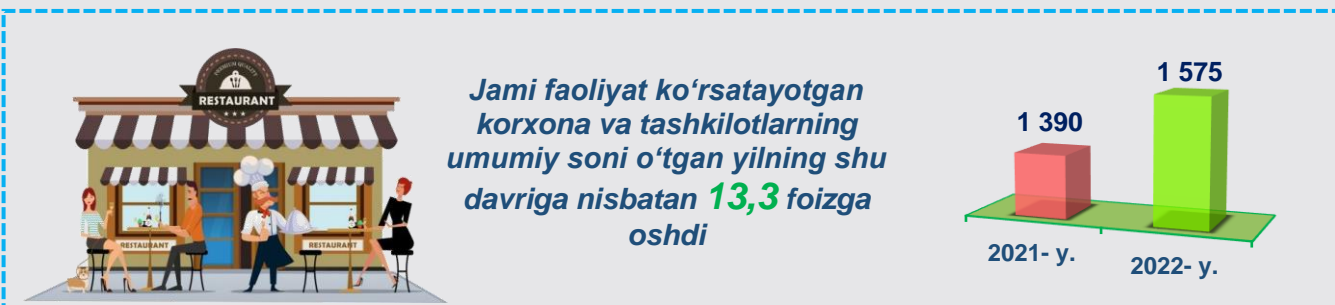 PREMIUM QUALITY
RESTAURANT
RESTAURANT
RESTAURANT
Jami faoliyat ko‘rsatayotgan
korxona va tashkilotlarning
umumiy soni o‘tgan yilning shu
davriga nisbatan 13,3 foizga
oshdi
1 390
1 575
2021- y.
2022- y.